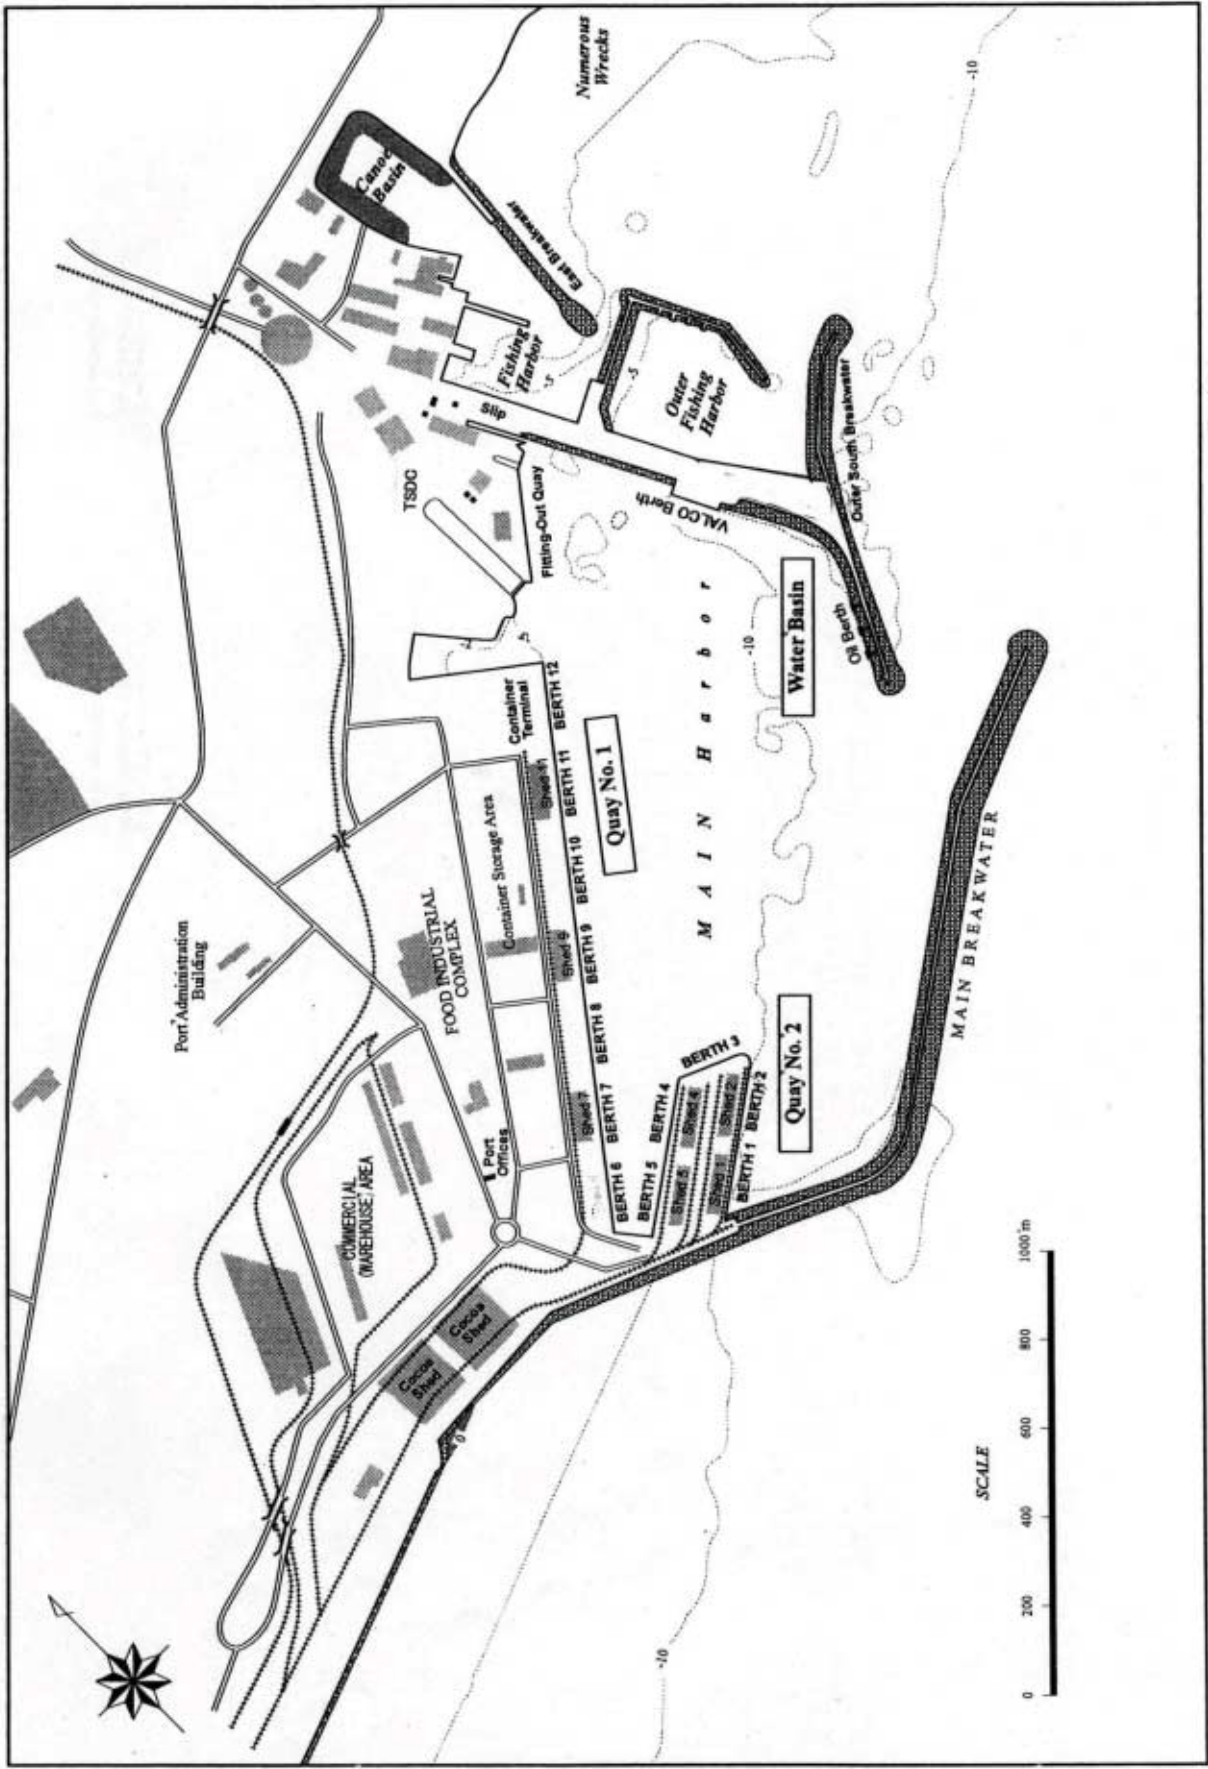 Numerous
Wrecks
-10
Canoe
Basin
East Breakwater
Fishing
Harbor
-5
Outer
Fishing
Harbor
-5
Slip
Outer South Breakwater
TSDC
Fitting-Out Quay
VALCO Berth
Oil Berth
-10
Water Basin
MAIN Harbor
Container
Terminal
BERTH 12
Shed 11
BERTH 11
Quay No. 1
BERTH 10
Container Storage Area
Shed 9
BERTH 9
BERTH 8
Shed 7
BERTH 7
BERTH 6
BERTH 5
BERTH 4
BERTH 3
Shed 4
Shed 2
BERTH 2
Shed 5
Shed 1
BERTH 1
Quay No. 2
MAIN BREAKWATER
FOOD INDUSTRIAL
COMPLEX
Port Administration
Building
Port
Offices
COMMERCIAL
(WAREHOUSE) AREA
Cocoa
Shed
Cocoa
Shed
0
-10
SCALE
0 200 400 600 800 1000 m